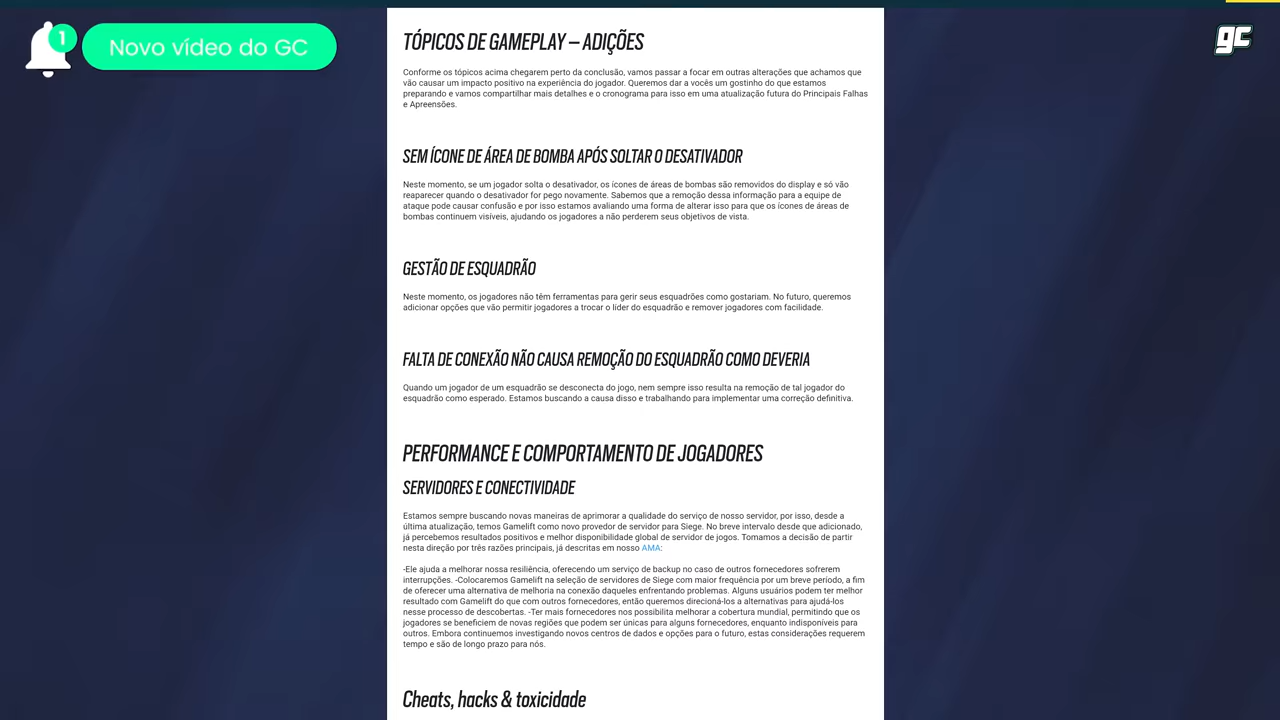 1
Novo vídeo do GC
gc
TÓPICOS DE GAMEPLAY – ADIÇÕES
Conforme os tópicos acima chegarem perto da conclusão, vamos passar a focar em outras alterações que achamos que
vão causar um impacto positivo na experiência do jogador. Queremos dar a vocês um gostinho do que estamos
preparando e vamos compartilhar mais detalhes e o cronograma para isso em uma atualização futura do Principais Falhas
e Apreensões.
SEM ÍCONE DE ÁREA DE BOMBA APÓS SOLTAR O DESATIVADOR
Neste momento, se um jogador solta o desativador, os ícones de áreas de bombas são removidos do display e só vão
reaparecer quando o desativador for pego novamente. Sabemos que a remoção dessa informação para a equipe de
ataque pode causar confusão e por isso estamos avaliando uma forma de alterar isso para que os ícones de áreas de
bombas continuem visíveis, ajudando os jogadores a não perderem seus objetivos de vista.
GESTÃO DE ESQUADRÃO
Neste momento, os jogadores não têm ferramentas para gerir seus esquadrões como gostariam. No futuro, queremos
adicionar opções que vão permitir jogadores a trocar o líder do esquadrão e remover jogadores com facilidade.
FALTA DE CONEXÃO NÃO CAUSA REMOÇÃO DO ESQUADRÃO COMO DEVERIA
Quando um jogador de um esquadrão se desconecta do jogo, nem sempre isso resulta na remoção de tal jogador do
esquadrão como esperado. Estamos buscando a causa disso e trabalhando para implementar uma correção definitiva.
PERFORMANCE E COMPORTAMENTO DE JOGADORES
SERVIDORES E CONECTIVIDADE
Estamos sempre buscando novas maneiras de aprimorar a qualidade do serviço de nosso servidor, por isso, desde a
última atualização, temos Gamelift como novo provedor de servidor para Siege. No breve intervalo desde que adicionado,
já percebemos resultados positivos e melhor disponibilidade global de servidor de jogos. Tomamos a decisão de partir
nesta direção por três razões principais, já descritas em nosso AMA:
-Ele ajuda a melhorar nossa resiliência, oferecendo um serviço de backup no caso de outros fornecedores sofrerem
interrupções. -Colocaremos Gamelift na seleção de servidores de Siege com maior frequência por um breve período, a fim
de oferecer uma alternativa de melhoria na conexão daqueles enfrentando problemas. Alguns usuários podem ter melhor
resultado com Gamelift do que com outros fornecedores, então queremos direcioná-los a alternativas para ajudá-los
nesse processo de descobertas. -Ter mais fornecedores nos possibilita melhorar a cobertura mundial, permitindo que os
jogadores se beneficiem de novas regiões que podem ser únicas para alguns fornecedores, enquanto indisponíveis para
outros. Embora continuemos investigando novos centros de dados e opções para o futuro, estas considerações requerem
tempo e são de longo prazo para nós.
Cheats, hacks & toxicidade